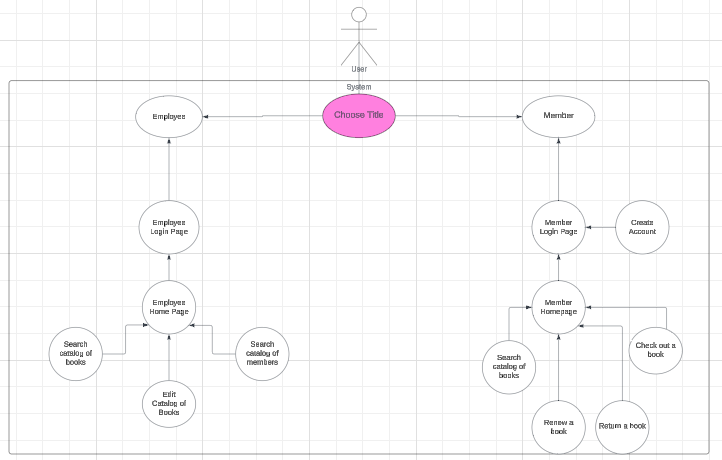 User
System
Choose Title
Employee
Member
Employee
Login Page
Member
Login Page
Create
Account
Employee
Home Page
Member
Homepage
Search
catalog of
books
Search
catalog of
members
Search
catalog of
books
Check out a
book
Edit
Catalog of
Books
Renew a
book
Return a book